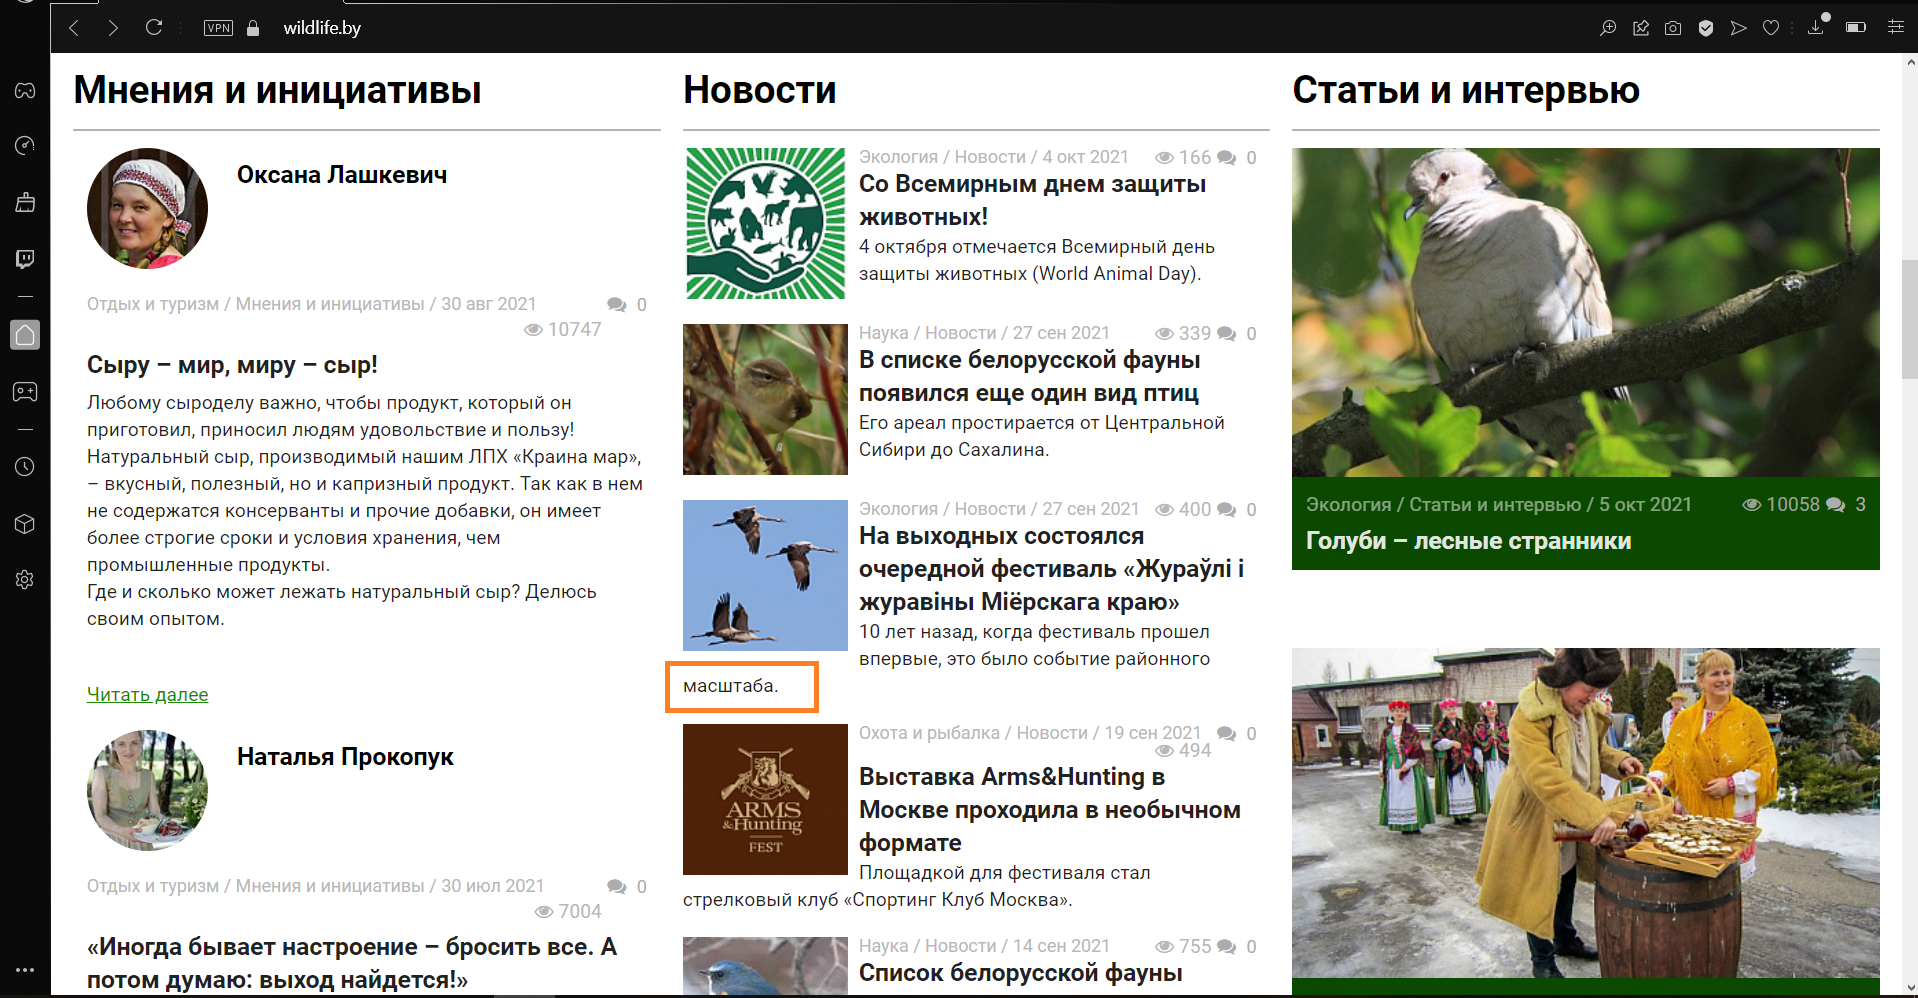 VPN
wildlife.by
Мнения и инициативы
Оксана Лашкевич
Отдых и туризм / Мнения и инициативы / 30 авг 2021 0
10747
Сыру – мир, миру – сыр!
Любому сыроделу важно, чтобы продукт, который он
приготовил, приносил людям удовольствие и пользу!
Натуральный сыр, производимый нашим ЛПХ «Краина мар»,
– вкусный, полезный, но и капризный продукт. Так как в нем
не содержатся консерванты и прочие добавки, он имеет
более строгие сроки и условия хранения, чем
промышленные продукты.
Где и сколько может лежать натуральный сыр? Делюсь
своим опытом.
Читать далее
Наталья Прокопук
Отдых и туризм / Мнения и инициативы / 30 июл 2021 0
7004
«Иногда бывает настроение – бросить все. А
потом думаю: выход найдется!»
Новости
Экология / Новости / 4 окт 2021 166 0
Со Всемирным днем защиты
животных!
4 октября отмечается Всемирный день
защиты животных (World Animal Day).
Наука / Новости / 27 сен 2021 339 0
В списке белорусской фауны
появился еще один вид птиц
Его ареал простирается от Центральной
Сибири до Сахалина.
Экология / Новости / 27 сен 2021 400 0
На выходных состоялся
очередной фестиваль «Жураўлі і
журавіны Міёрскага краю»
10 лет назад, когда фестиваль прошел
впервые, это было событие районного
масштаба.
ARMS
&Hunting
FEST
Охота и рыбалка / Новости / 19 сен 2021 0
494
Выставка Arms&Hunting в
Москве проходила в необычном
формате
Площадкой для фестиваля стал
стрелковый клуб «Спортинг Клуб Москва».
Наука / Новости / 14 сен 2021 755 0
Список белорусской фауны
Статьи и интервью
Экология / Статьи и интервью / 5 окт 2021 10058 3
Голуби – лесные странники